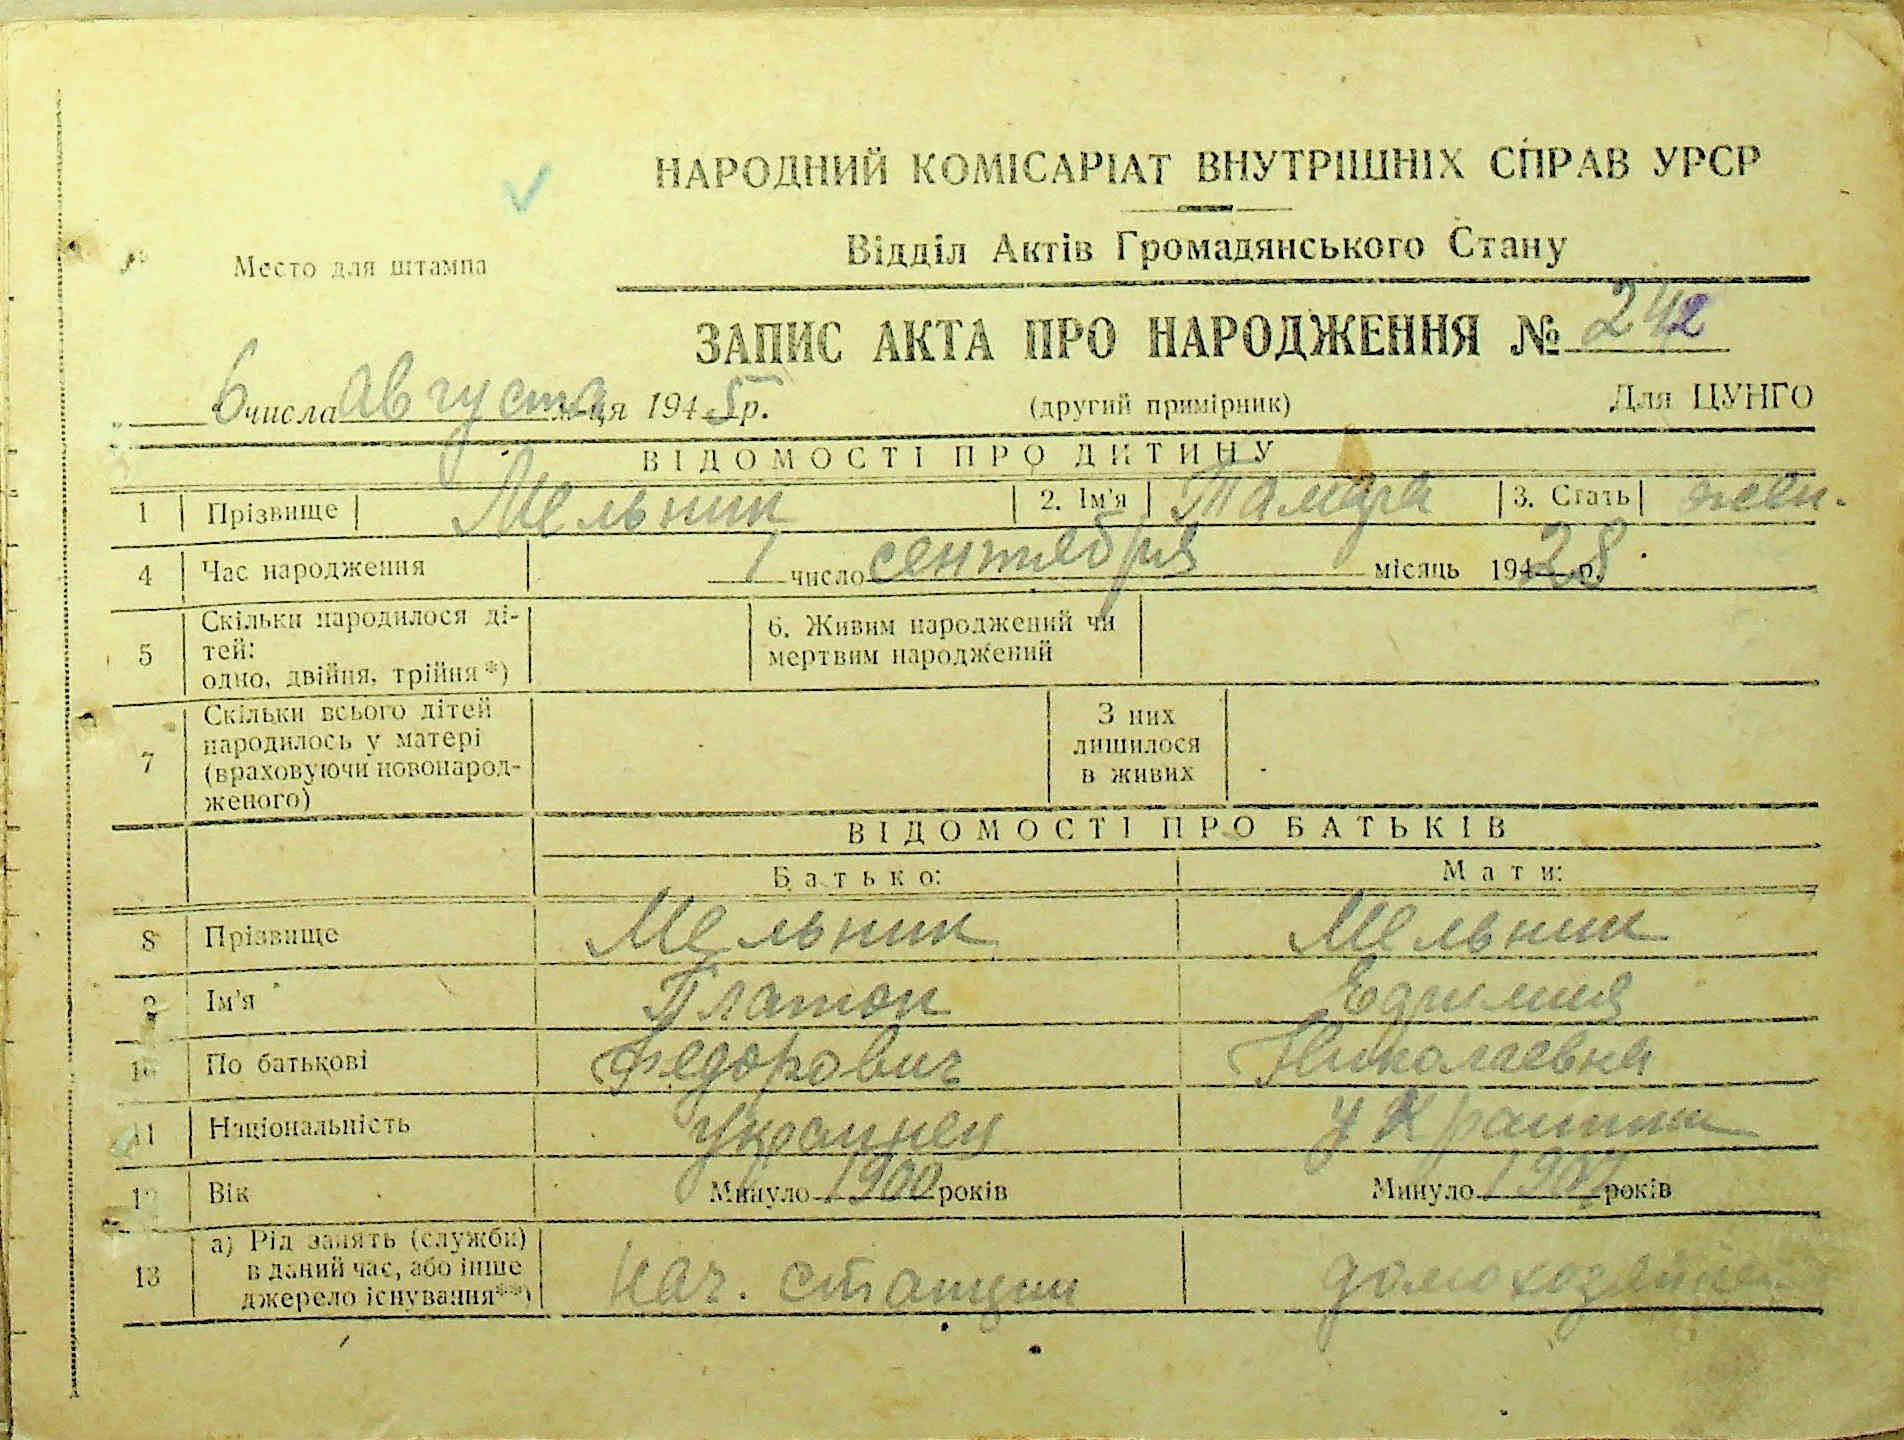 НАРОДНИЙ КОМІСАРІАТ ВНУТРІШНІХ СПРАВ УРСР
Відділ Актів Громадянського Стану
Место для штампа
ЗАПИС АКТА ПРО НАРОДЖЕННЯ № 242
6 числа августа м-ця 1945 р. (другий примірник) Для ЦУНГО
ВІДОМОСТІ ПРО ДИТИНУ
1 Прізвище Мельник 2. Ім'я Тамара 3. Стать жен.
4 Час народження 1 число сентября місяць 1928 р.
5 Скільки народилося ді-
тей:
одно, двійня, трійня *)
6. Живим народжений чи
мертвим народжений
7 Скільки всього дітей
народилось у матері
(враховуючи новонарод-
женого)
З них
лишилося
в живих
ВІДОМОСТІ ПРО БАТЬКІВ
Батько: Мати:
8 Прізвище Мельник Мельник
9 Ім'я Платон
10 По батькові Федорович Николаевна
11 Національність украинец
12 Вік Минуло 1900 років Минуло років
13 а) Рід занять (служби)
в даний час, або інше
джерело існування**)
нач. станции домохозяйка